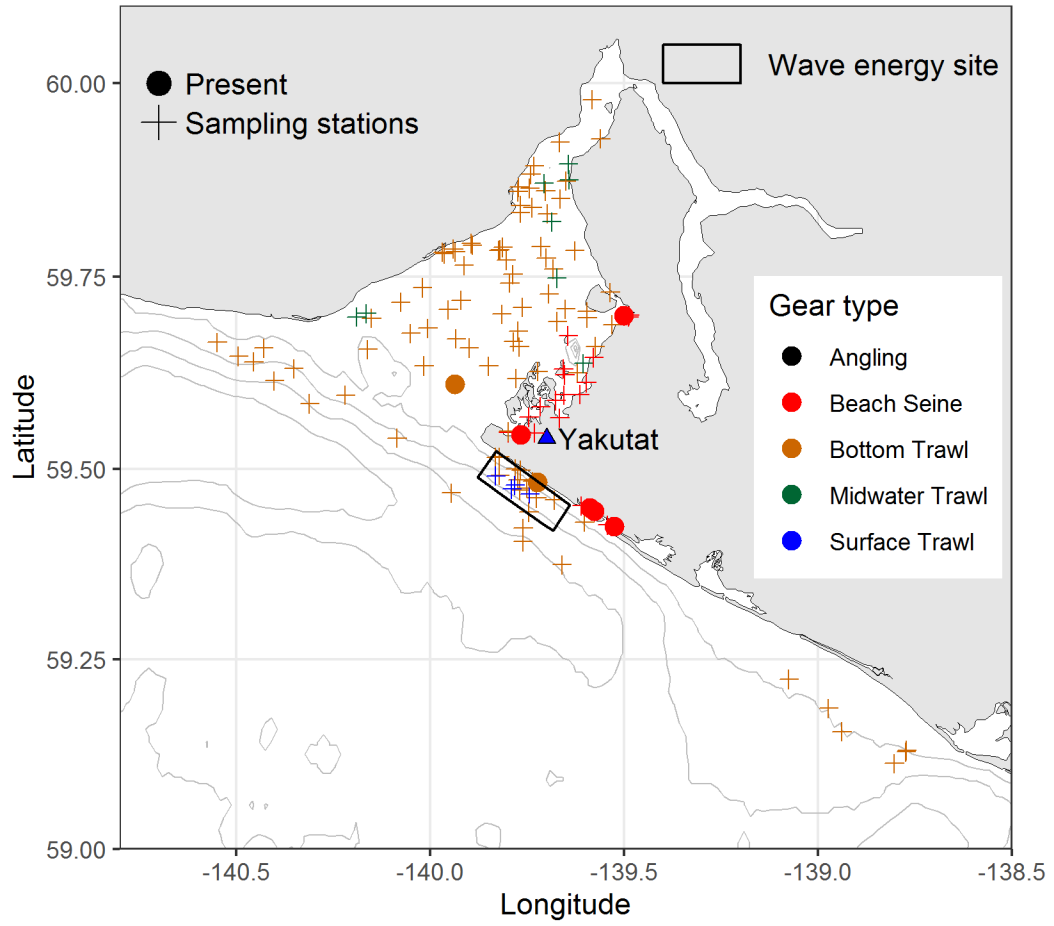 Present
Sampling stations
Wave energy site
60.00
59.75
59.50
59.25
59.00
Latitude
Yakutat
Gear type
Angling
Beach Seine
Bottom Trawl
Midwater Trawl
Surface Trawl
-140.5
-140.0
-139.5
-139.0
-138.5
Longitude